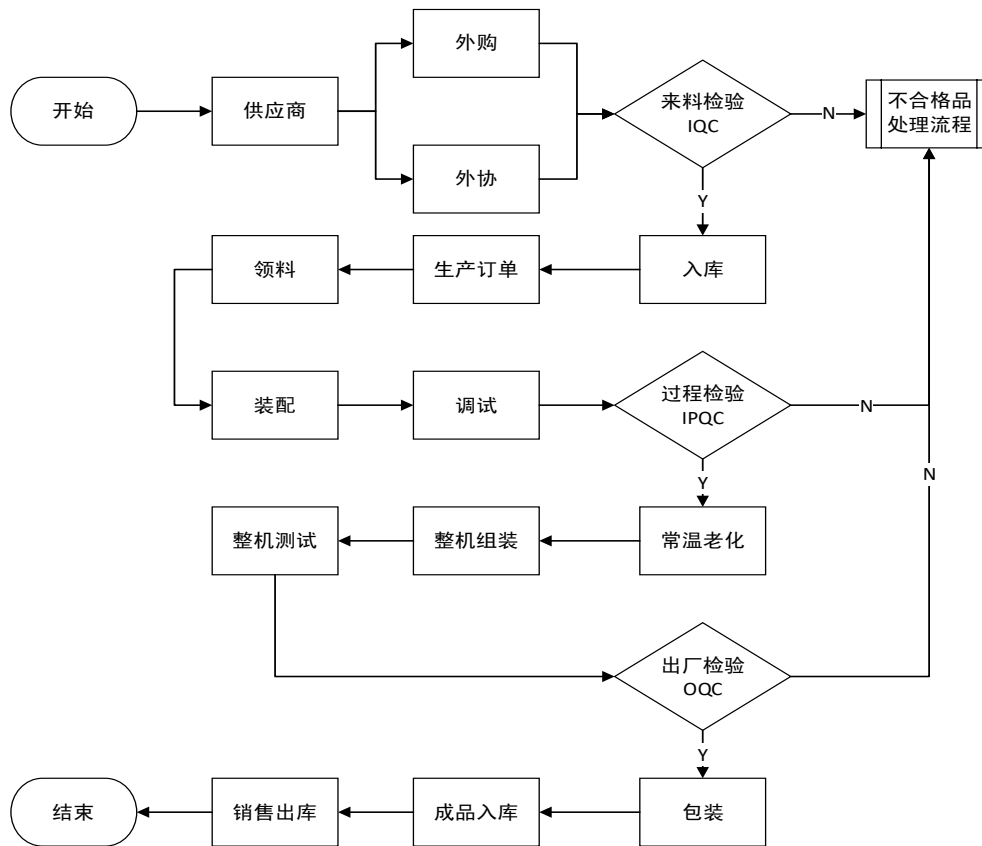 外购
开始
供应商
来料检验
IQC
N
不合格品
处理流程
外协
Y
领料
生产订单
入库
装配
调试
过程检验
IPQC
N
N
Y
整机测试
整机组装
常温老化
出厂检验
OQC
Y
结束
销售出库
成品入库
包装